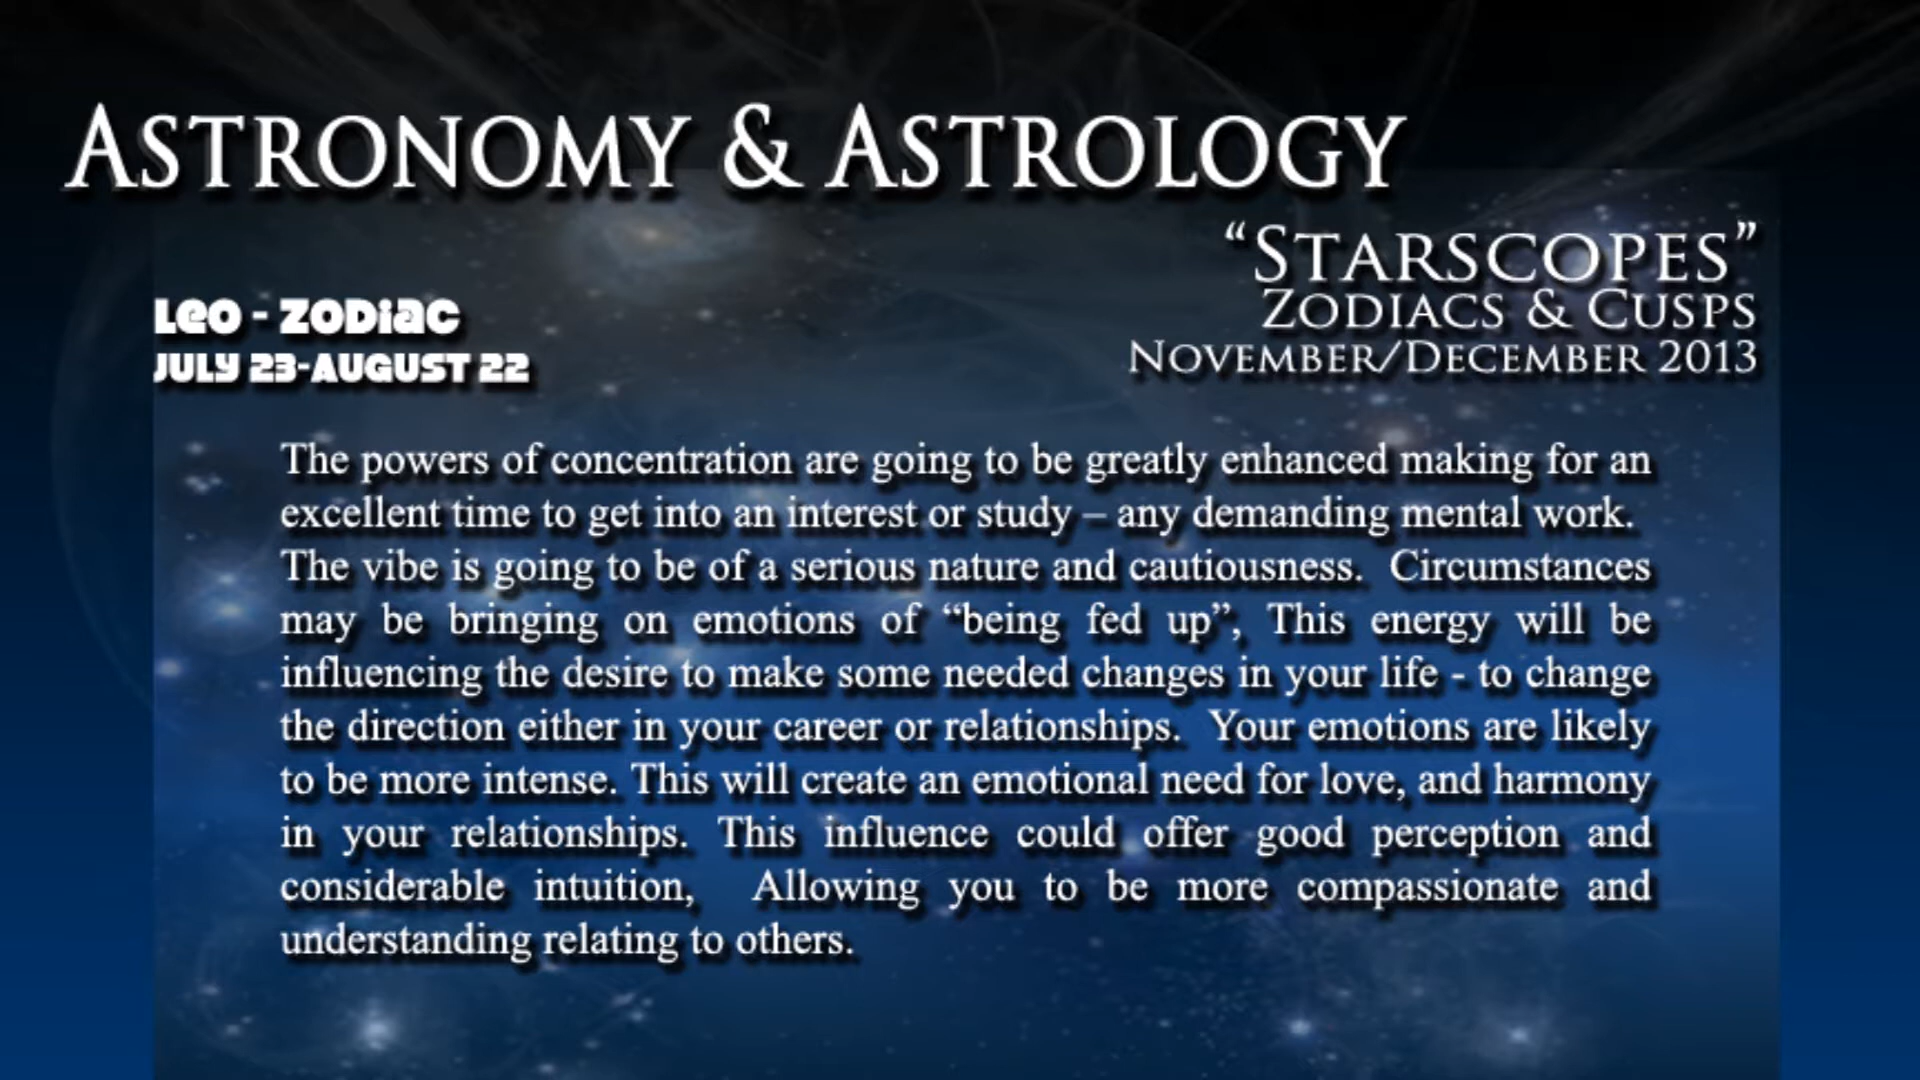 ASTRONOMY & ASTROLOGY
“STARSCOPES”
ZODIACS & CUSPS
NOVEMBER/DECEMBER 2013
Leo - Zodiac
JULY 23-AUGUST 22
The powers of concentration are going to be greatly enhanced making for an
excellent time to get into an interest or study – any demanding mental work.
The vibe is going to be of a serious nature and cautiousness.  Circumstances
may be bringing on emotions of “being fed up”, This energy will be
influencing the desire to make some needed changes in your life - to change
the direction either in your career or relationships.  Your emotions are likely
to be more intense. This will create an emotional need for love, and harmony
in your relationships. This influence could offer good perception and
considerable intuition,  Allowing you to be more compassionate and
understanding relating to others.